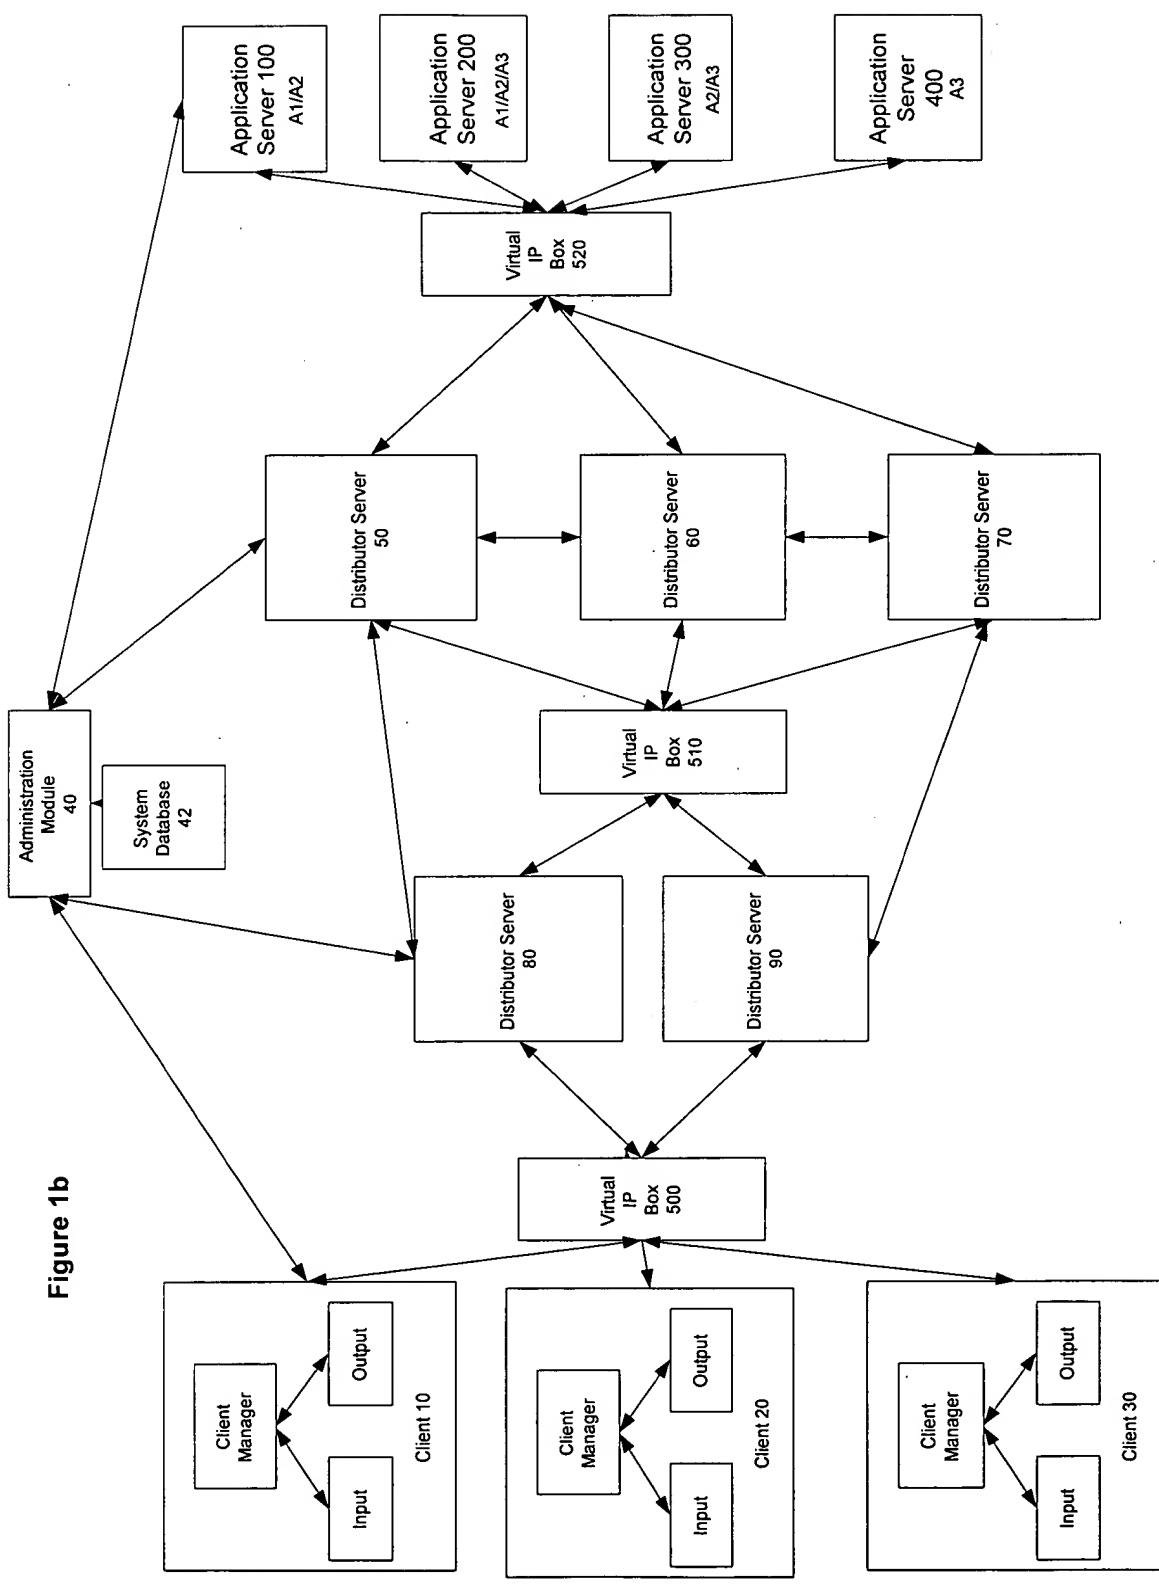 Figure 1b
Administration
Module
40
System
Database
42
Client
Manager
Input
Output
Client 10
Client
Manager
Input
Output
Client 20
Client
Manager
Input
Output
Client 30
Virtual
IP
Box
500
Distributor Server
80
Distributor Server
90
Virtual
IP
Box
510
Distributor Server
50
Distributor Server
60
Distributor Server
70
Virtual
IP
Box
520
Application
Server 100
A1/A2
Application
Server 200
A1/A2/A3
Application
Server 300
A2/A3
Application
Server
400
A3